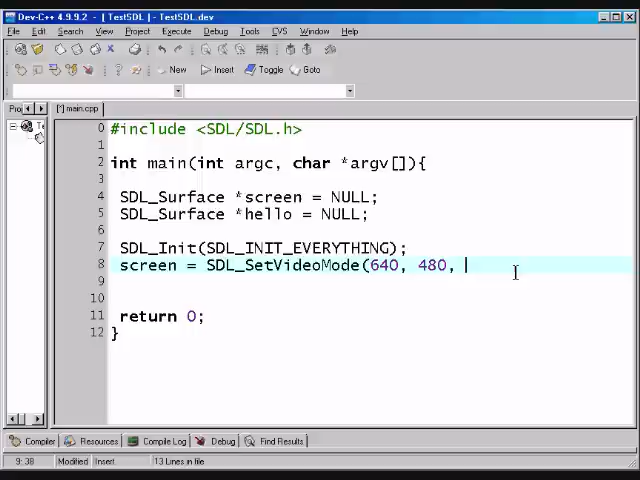 Dev-C++ 4.9.9.2 - [ TestSDL ] - TestSDL.dev
File Edit Search View Project Execute Debug Tools CVS Window Help
New Insert Toggle Goto
Pro [*] main.cpp
Te
0 #include <SDL/SDL.h>
1
2 int main(int argc, char *argv[]){
3
4 SDL_Surface *screen = NULL;
5 SDL_Surface *hello = NULL;
6
7 SDL_Init(SDL_INIT_EVERYTHING);
8 screen = SDL_SetVideoMode(640, 480,
9
10
11 return 0;
12 }
Compiler Resources Compile Log Debug Find Results
9: 38 Modified Insert 13 Lines in file